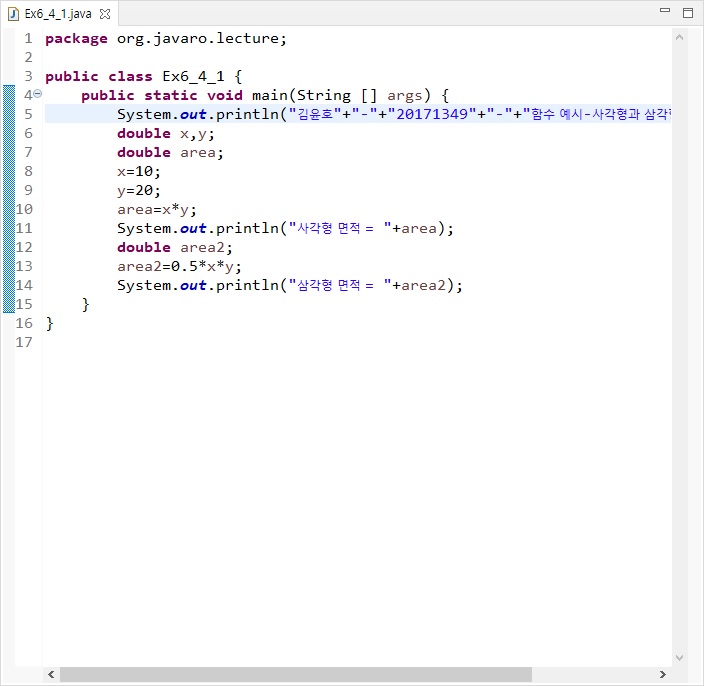 Ex6_4_1.java
1 package org.javaro.lecture;
2
3 public class Ex6_4_1 {
4 public static void main(String [] args) {
5 System.out.println("김윤호"+"-"+"20171349"+"-"+"함수 예시-사각형과 삼각
6 double x,y;
7 double area;
8 x=10;
9 y=20;
10 area=x*y;
11 System.out.println("사각형 면적 = "+area);
12 double area2;
13 area2=0.5*x*y;
14 System.out.println("삼각형 면적 = "+area2);
15 }
16 }
17